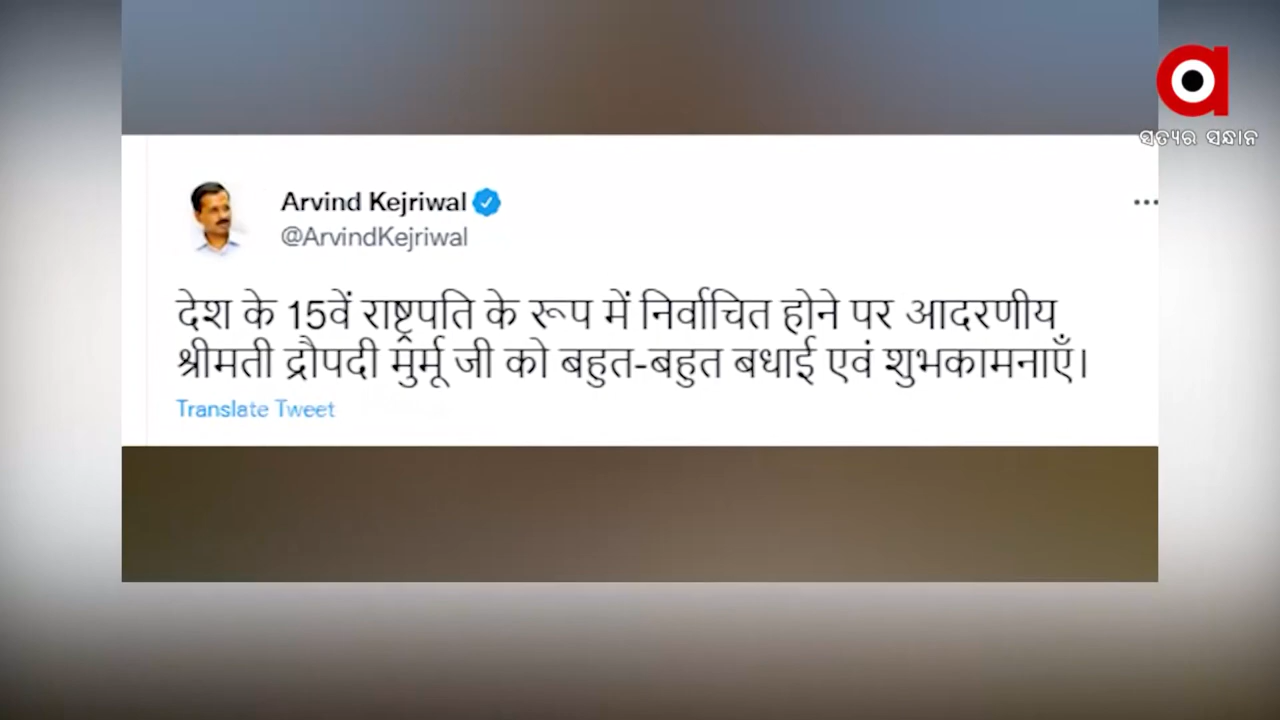 ସତ୍ୟର ସନ୍ଧାନ
Arvind Kejriwal
@ArvindKejriwal
देश के 15वें राष्ट्रपति के रूप में निर्वाचित होने पर आदरणीय
श्रीमती द्रौपदी मुर्मू जी को बहुत-बहुत बधाई एवं शुभकामनाएँ।
Translate Tweet